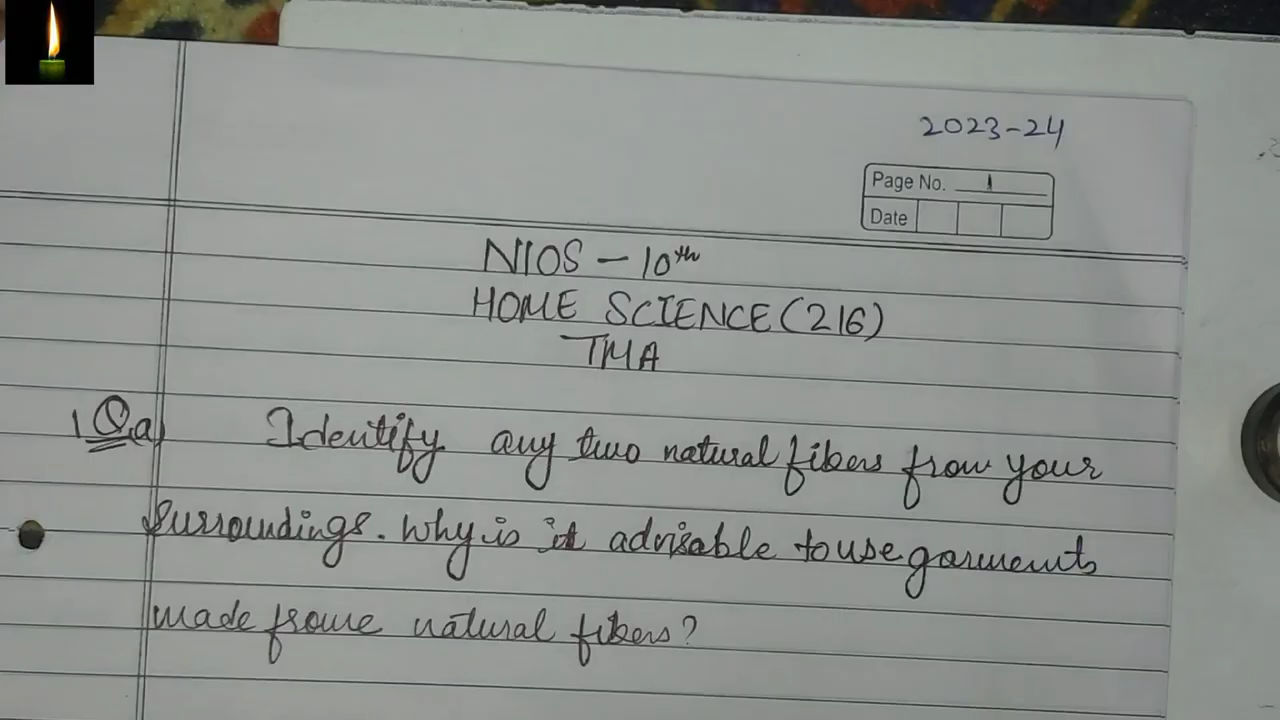 2023-24
Page No. 1
Date
NIOS - 10th
HOME SCIENCE (216)
TMA
1 Q.a) Identify any two natural fibers from your
surroundings. Why is it advisable to use garments
made frome natural fibers?